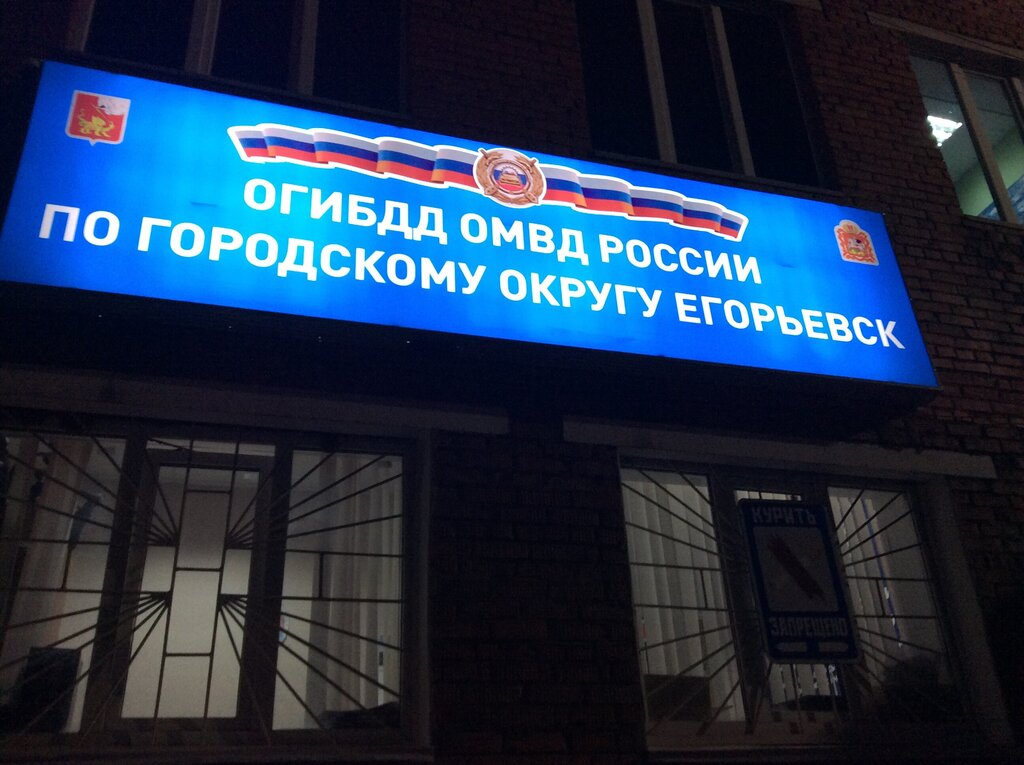 ОГИБДД ОМВД РОССИИ
ПО ГОРОДСКОМУ ОКРУГУ ЕГОРЬЕВСК
КУРИТЬ
ЗАПРЕЩЕНО